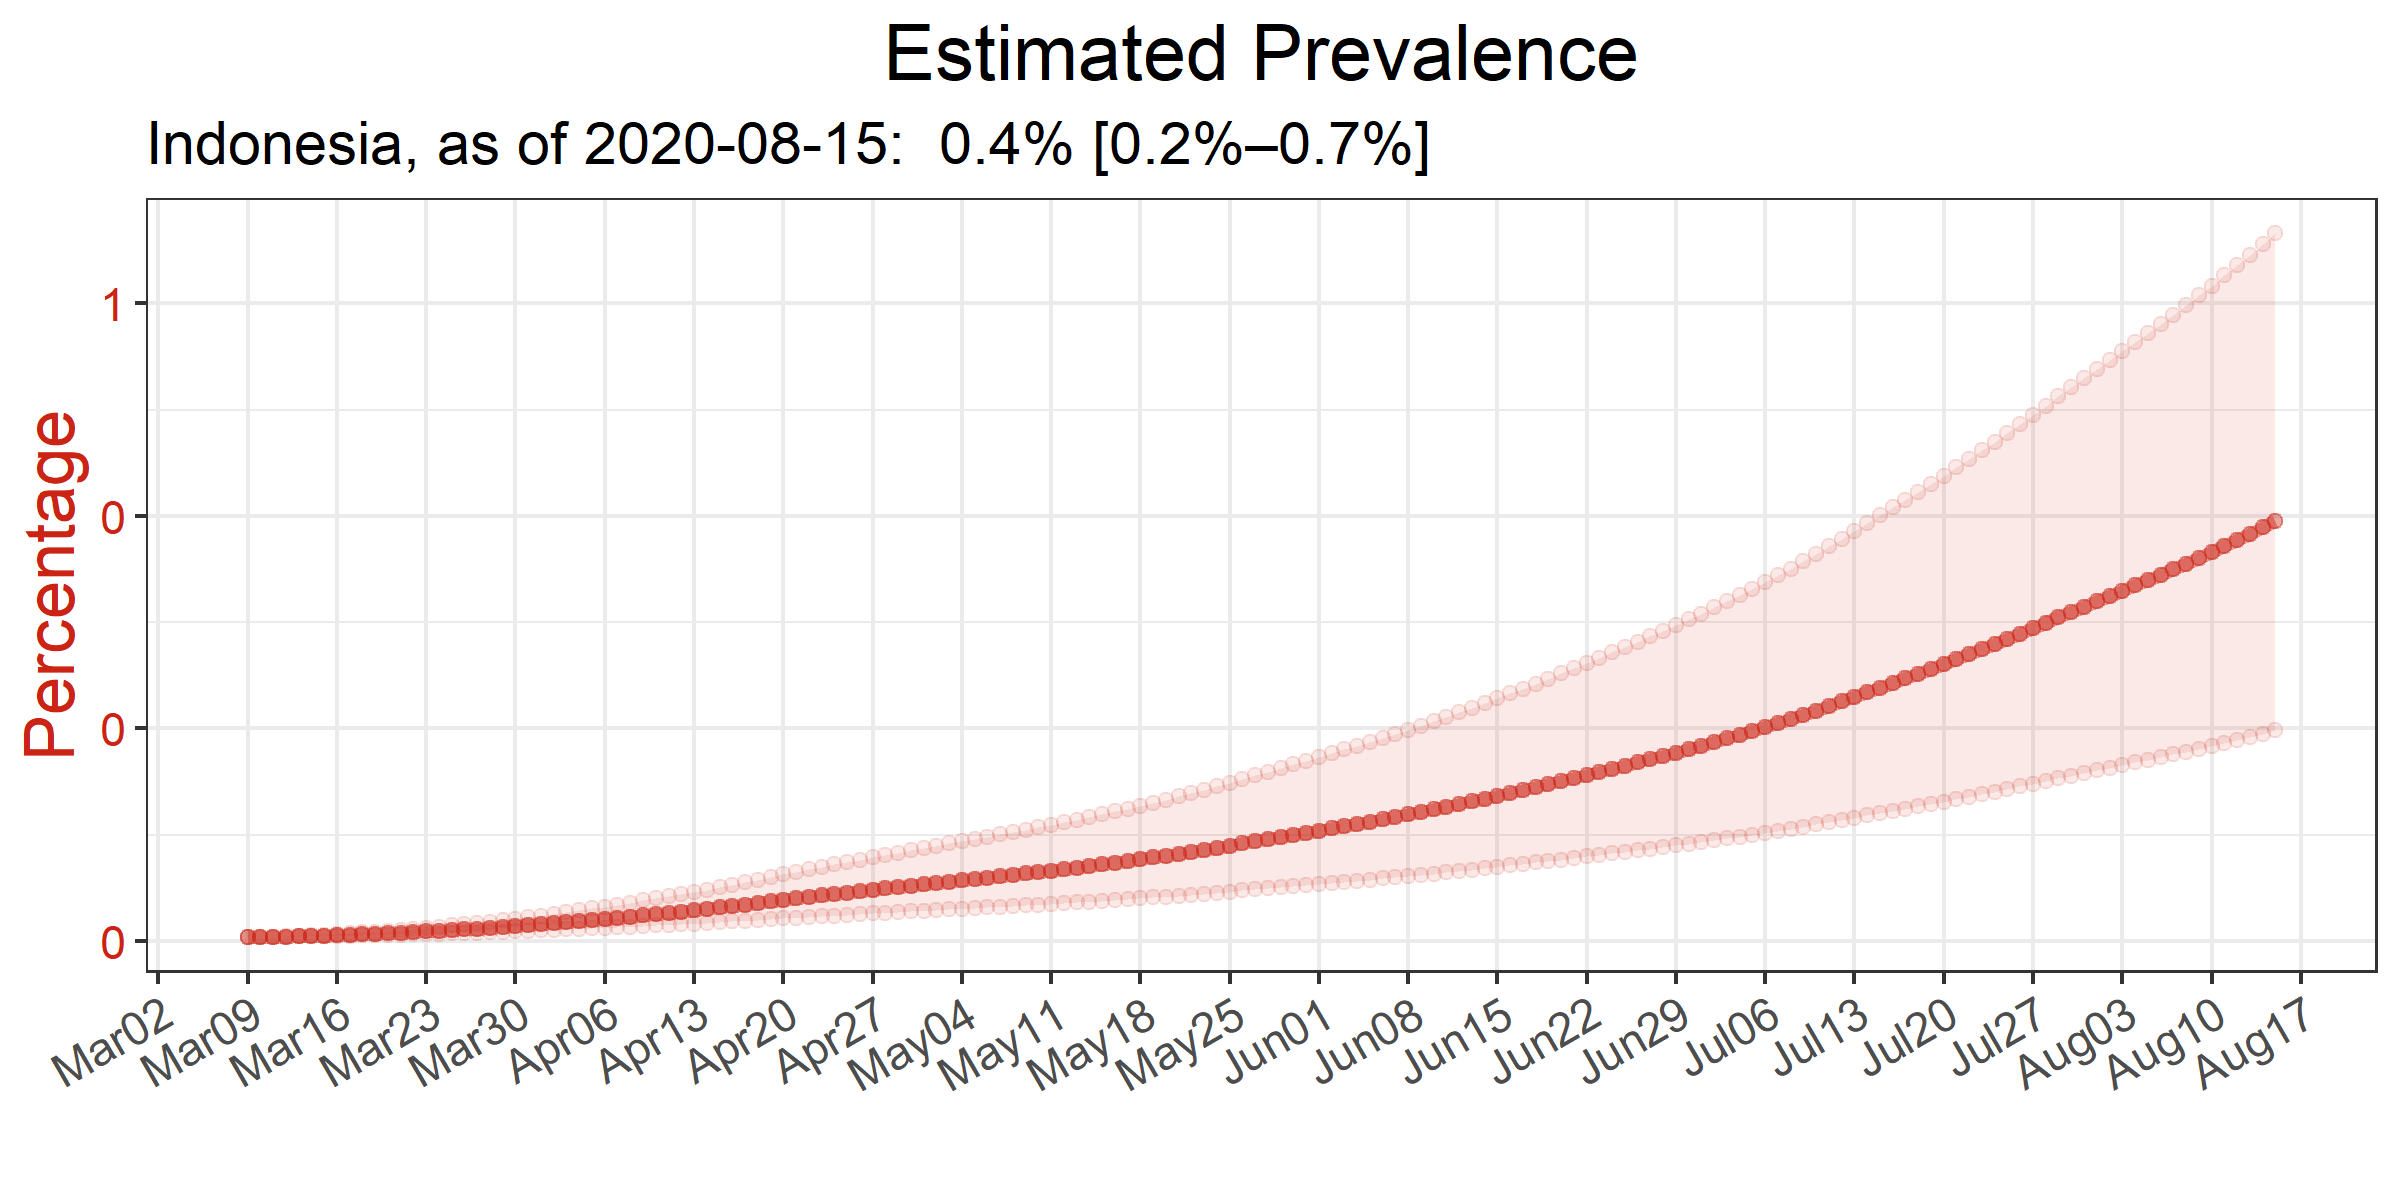 Estimated Prevalence
Indonesia, as of 2020-08-15:  0.4% [0.2%–0.7%]
Percentage
1
0
0
0
Mar02
Mar09
Mar16
Mar23
Mar30
Apr06
Apr13
Apr20
Apr27
May04
May11
May18
May25
Jun01
Jun08
Jun15
Jun22
Jun29
Jul06
Jul13
Jul20
Jul27
Aug03
Aug10
Aug17